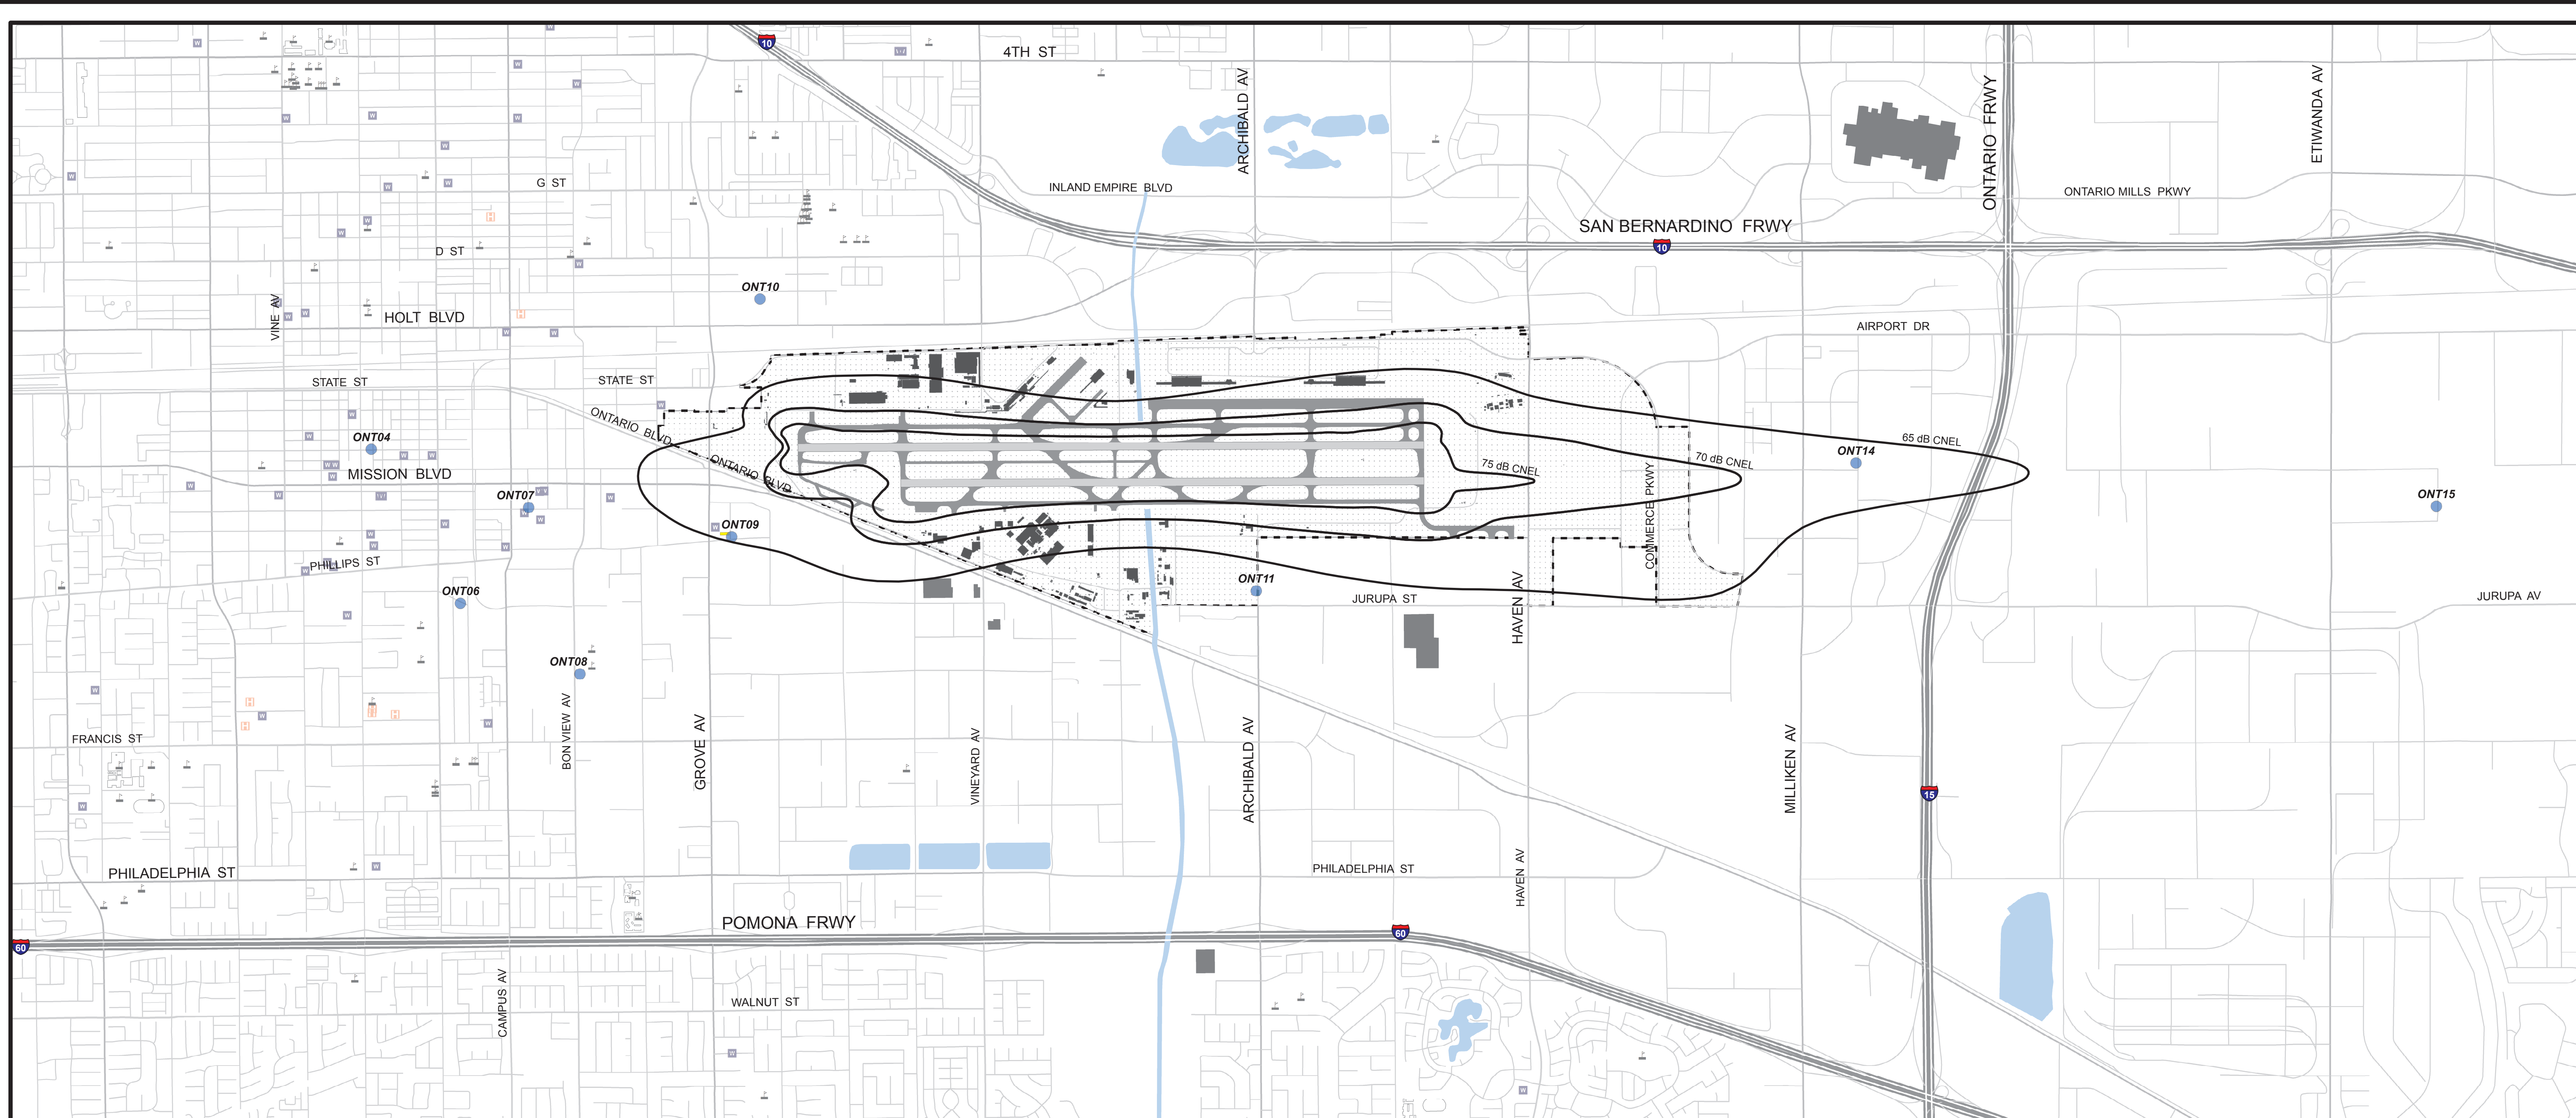 10
4TH ST
ARCHIBALD AV
ONTARIO FRWY
ETIWANDA AV
G ST
INLAND EMPIRE BLVD
ONTARIO MILLS PKWY
SAN BERNARDINO FRWY
10
D ST
ONT10
VINE AV
HOLT BLVD
AIRPORT DR
STATE ST
STATE ST
ONTARIO BLVD
ONT04
65 dB CNEL
ONT14
MISSION BLVD
ONTARIO BLVD
75 dB CNEL
70 dB CNEL
COMMERCE PKWY
ONT07
ONT15
ONT09
PHILLIPS ST
ONT06
ONT11
JURUPA ST
HAVEN AV
JURUPA AV
ONT08
BON VIEW AV
FRANCIS ST
GROVE AV
VINEYARD AV
ARCHIBALD AV
MILLIKEN AV
15
PHILADELPHIA ST
PHILADELPHIA ST
HAVEN AV
POMONA FRWY
60
60
CAMPUS AV
WALNUT ST